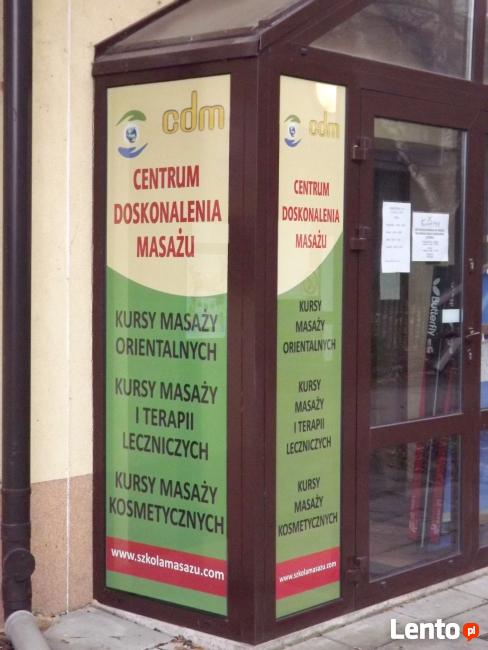 cdm
CENTRUM
DOSKONALENIA
MASAŻU
KURSY MASAŻY
ORIENTALNYCH
KURSY MASAŻY
I TERAPII
LECZNICZYCH
KURSY MASAŻY
KOSMETYCZNYCH
www.szkolamasazu.com
cdm
CENTRUM
DOSKONALENIA
MASAŻU
KURSY
MASAŻY
ORIENTALNYCH
KURSY
MASAŻY
I TERAPII
LECZNICZYCH
KURSY
MASAŻY
KOSMETYCZNYCH
www.szkolamasazu.com
Butterfly
Lento.pl